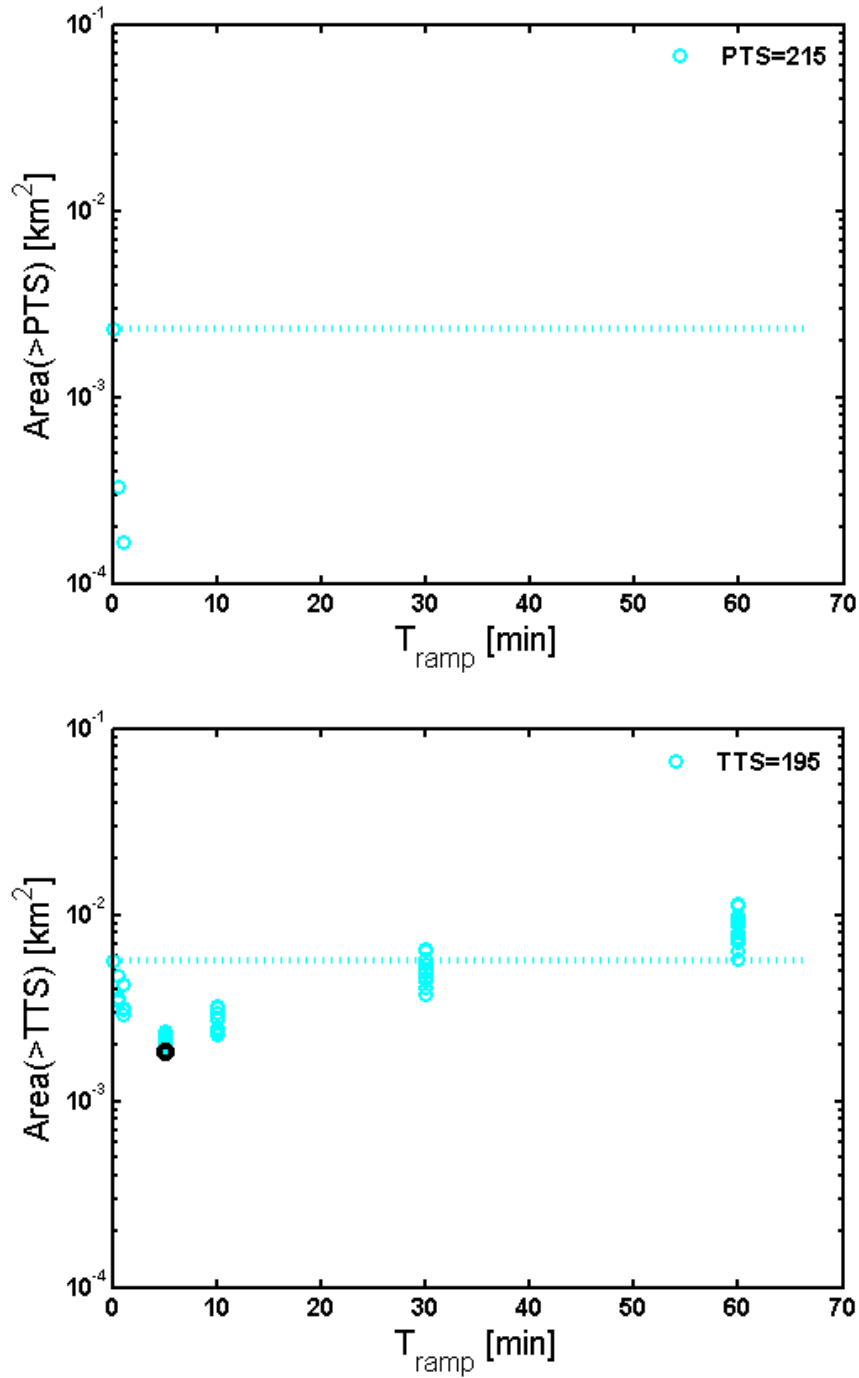 10^-1
PTS=215
10^-2
Area(>PTS) [km^2]
10^-3
10^-4
0 10 20 30 40 50 60 70
T_ramp [min]
10^-1
TTS=195
10^-2
Area(>TTS) [km^2]
10^-3
10^-4
0 10 20 30 40 50 60 70
T_ramp [min]